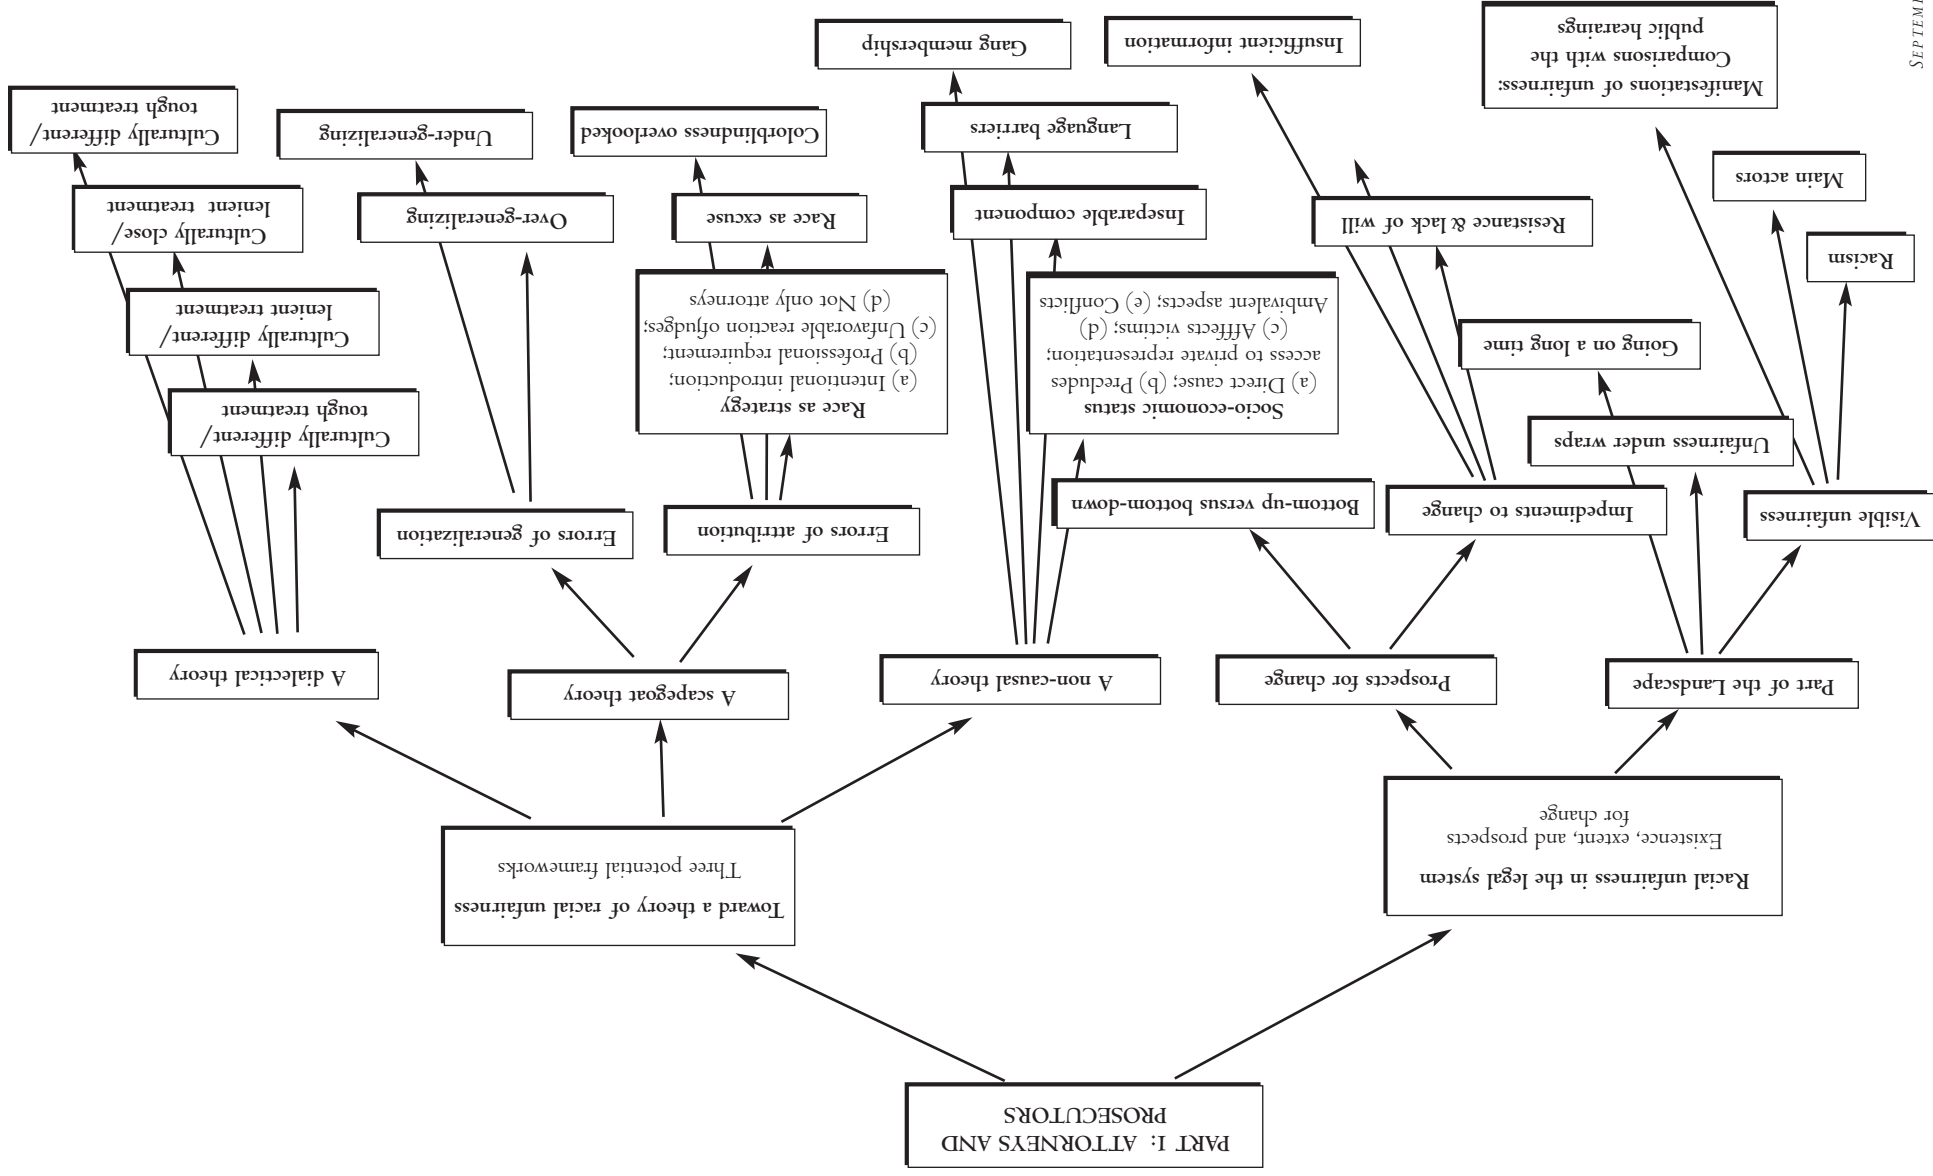 PART I: ATTORNEYS AND
PROSECUTORS
Racial unfairness in the legal system
Existence, extent, and prospects
for change
Toward a theory of racial unfairness
Three potential frameworks
Part of the Landscape
Prospects for change
A non-causal theory
A scapegoat theory
A dialectical theory
Visible unfairness
Racism
Main actors
Manifestations of unfairness:
Comparisons with the
public hearings
Unfairness under wraps
Going on a long time
Impediments to change
Resistance & lack of will
Insufficient information
Bottom-up versus bottom-down
Socio-economic status
(a) Direct cause; (b) Precludes
access to private representation;
(c) Afffects victims; (d)
Ambivalent aspects; (e) Conflicts
Inseparable component
Language barriers
Gang membership
Errors of attribution
Race as strategy
(a) Intentional introduction;
(b) Professional requirement;
(c) Unfavorable reaction ofjudges;
(d) Not only attorneys
Race as excuse
Colorblindness overlooked
Errors of generalization
Over-generalizing
Under-generalizing
Culturally different/
tough treatment
Culturally different/
lenient treatment
Culturally close/
lenient treatment
Culturally different/
tough treatment
SEPTEM